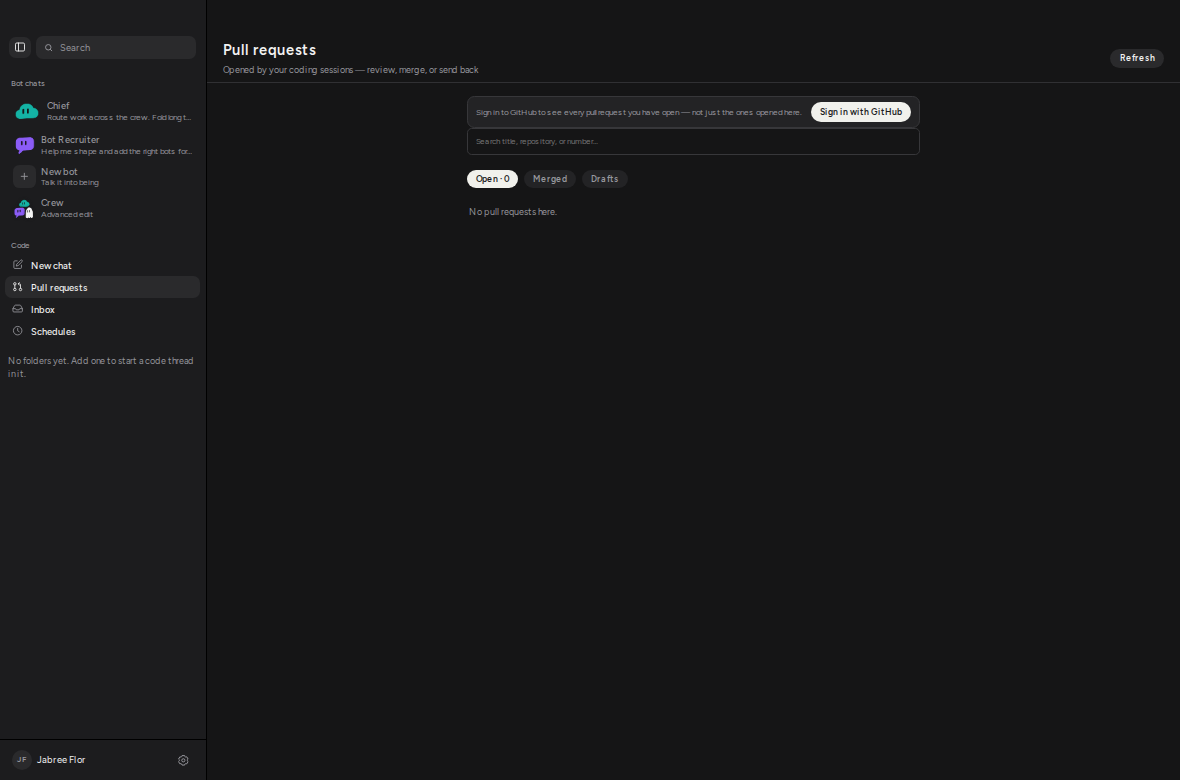 Search
Bot chats
Chief
Route work across the crew. Fold long t...
Bot Recruiter
Help me shape and add the right bots for...
New bot
Talk it into being
Crew
Advanced edit
Code
New chat
Pull requests
Inbox
Schedules
No folders yet. Add one to start a code thread
in it.
JF
Jabree Flor
Pull requests
Opened by your coding sessions — review, merge, or send back
Refresh
Sign in to GitHub to see every pull request you have open — not just the ones opened here.
Sign in with GitHub
Search title, repository, or number...
Open · 0
Merged
Drafts
No pull requests here.